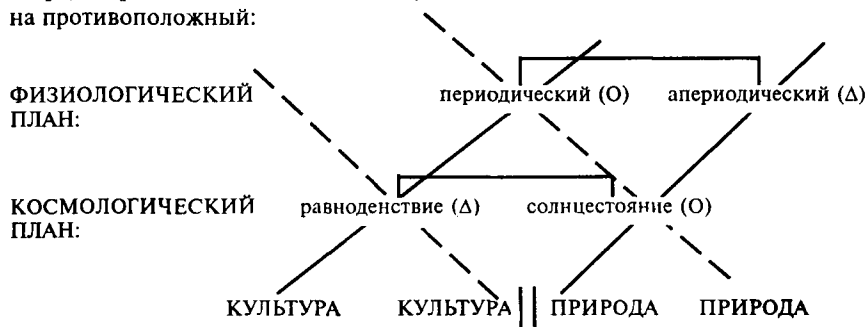 на противоположный:
ФИЗИОЛОГИЧЕСКИЙ периодический (O) апериодический (Δ)
ПЛАН:
КОСМОЛОГИЧЕСКИЙ равноденствие (Δ) солнцестояние (O)
ПЛАН:
КУЛЬТУРА КУЛЬТУРА ПРИРОДА ПРИРОДА